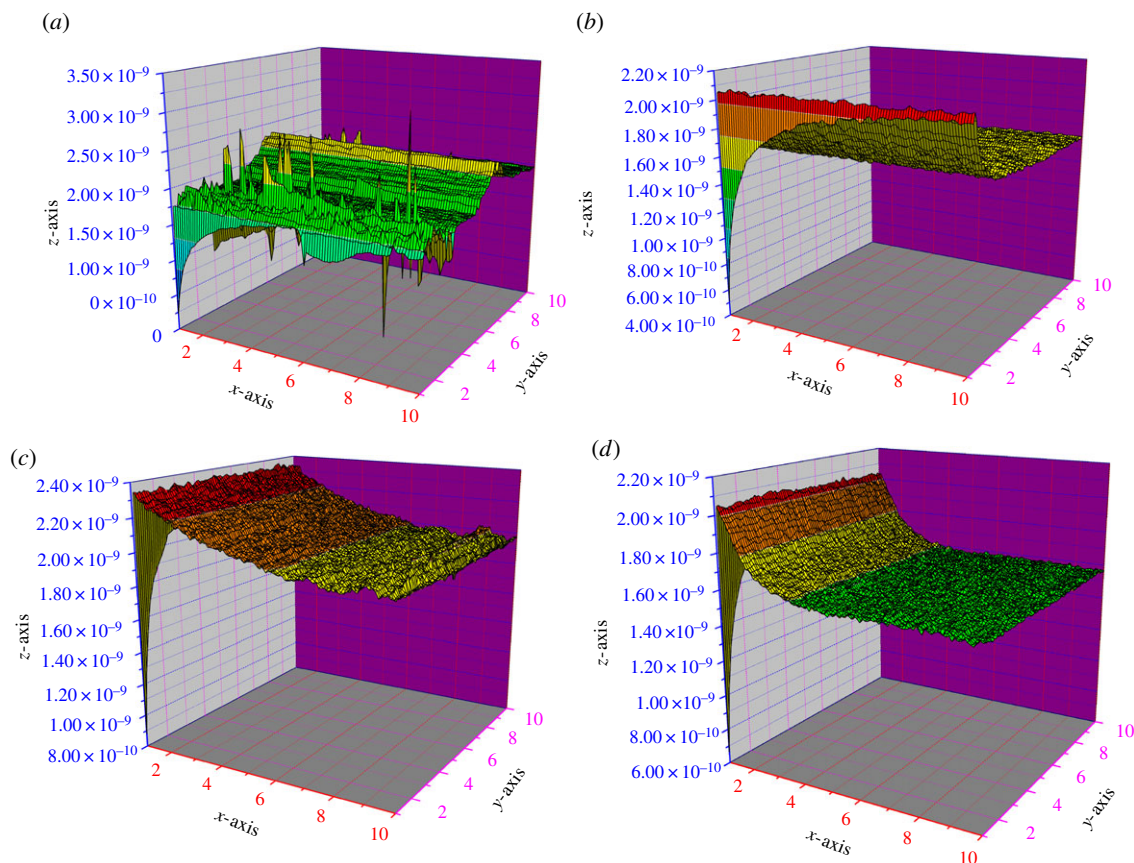 (a)
3.50 × 10⁻⁹
3.00 × 10⁻⁹
2.50 × 10⁻⁹
2.00 × 10⁻⁹
1.50 × 10⁻⁹
1.00 × 10⁻⁹
0 × 10⁻¹⁰
0
z-axis
2
4
6
8
10
x-axis
2
4
6
8
10
y-axis
(b)
2.20 × 10⁻⁹
2.00 × 10⁻⁹
1.80 × 10⁻⁹
1.60 × 10⁻⁹
1.40 × 10⁻⁹
1.20 × 10⁻⁹
1.00 × 10⁻⁹
8.00 × 10⁻¹⁰
6.00 × 10⁻¹⁰
4.00 × 10⁻¹⁰
z-axis
2
4
6
8
10
x-axis
2
4
6
8
10
y-axis
(c)
2.40 × 10⁻⁹
2.20 × 10⁻⁹
2.00 × 10⁻⁹
1.80 × 10⁻⁹
1.60 × 10⁻⁹
1.40 × 10⁻⁹
1.20 × 10⁻⁹
1.00 × 10⁻⁹
8.00 × 10⁻¹⁰
z-axis
2
4
6
8
10
x-axis
2
4
6
8
10
y-axis
(d)
2.20 × 10⁻⁹
2.00 × 10⁻⁹
1.80 × 10⁻⁹
1.60 × 10⁻⁹
1.40 × 10⁻⁹
1.20 × 10⁻⁹
1.00 × 10⁻⁹
8.00 × 10⁻¹⁰
6.00 × 10⁻¹⁰
z-axis
2
4
6
8
10
x-axis
2
4
6
8
10
y-axis